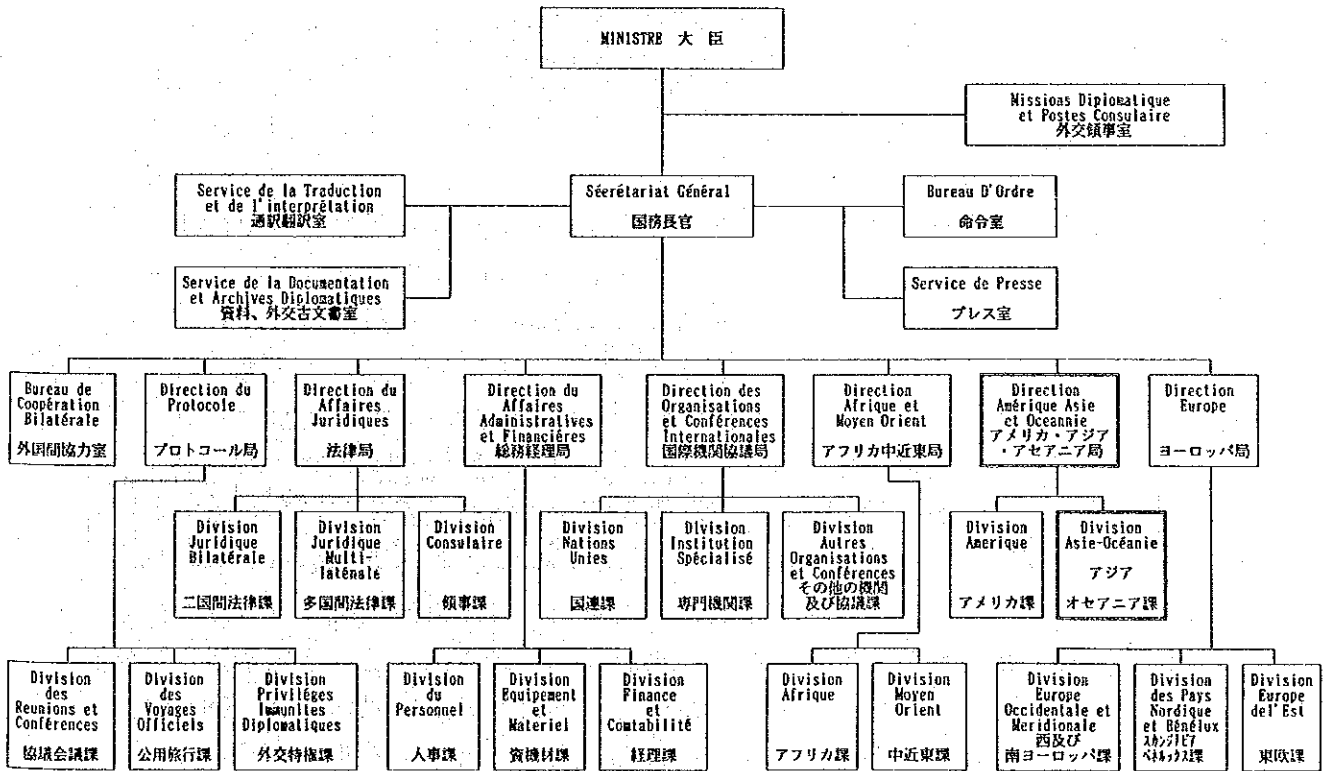 MINISTRE 大臣
Missions Diplomatique
et Postes Consulaire
外交領事室
Service de la Traduction
et de l'interprétation
通訳翻訳室
Sécrétariat Général
国務長官
Bureau D'Ordre
命令室
Service de la Documentation
et Archives Diplomatiques
資料、外交古文書室
Service de Presse
プレス室
Bureau de
Coopération
Bilatérale
外国間協力室
Direction du
Protocole
プロトコール局
Direction du
Affaires
Juridiques
法律局
Direction du
Affaires
Administratives
et Financiéres
総務経理局
Direction des
Organisations
et Conférences
Internationales
国際機関協議局
Direction
Afrique et
Moyen Orient
アフリカ中近東局
Direction
Amérique Asie
et Oceannie
アメリカ・アジア
・アセアニア局
Direction
Europe
ヨーロッパ局
Division
Juridique
Bilatérale
二国間法律課
Division
Juridique
Multi-
laténale
多国間法律課
Division
Consulaire
領事課
Division
Nations
Unies
国連課
Division
Institution
Spécialisé
専門機関課
Division
Autres
Organisations
et Conférences
その他の機関
及び協議課
Division
Amerique
アメリカ課
Division
Asie-Océanie
アジア
オセアニア課
Division
des
Reunions et
Conférences
協議会議課
Division
des
Voyages
Officiels
公用旅行課
Division
Priviléges
Immunites
Diplomatiques
外交特権課
Division
du
Personnel
人事課
Division
Equipement
et
Materiel
資機材課
Division
Finance
et
Comtabilité
経理課
Division
Afrique
アフリカ課
Division
Moyen
Orient
中近東課
Division
Europe
Occidentale et
Meridionale
西及び
南ヨーロッパ課
Division
des Pays
Nordique
et Bénélux
スカンジナビア
ベネルックス課
Division
Europe
del'Est
東欧課